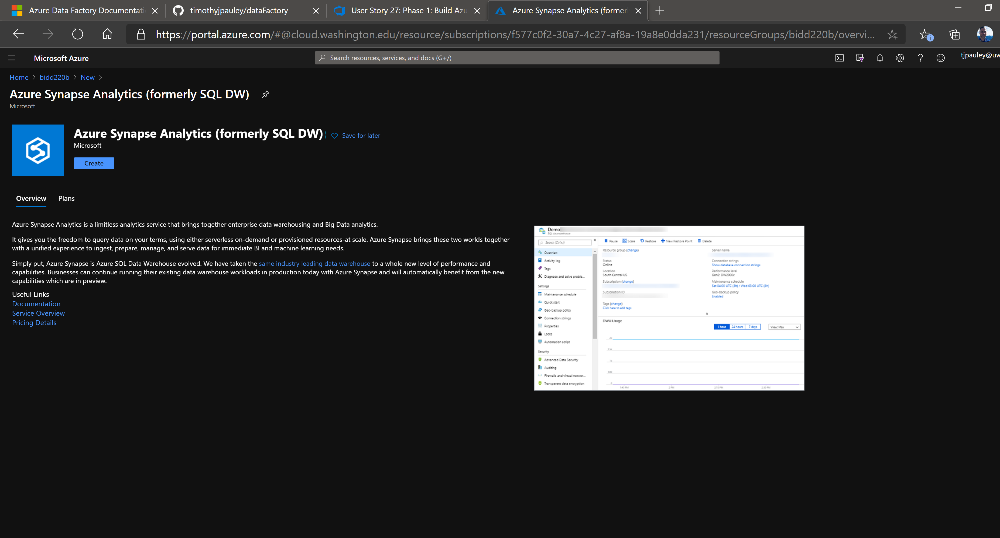 Azure Data Factory Documentati
timothyjpauley/dataFactory
User Story 27: Phase 1: Build Azu
Azure Synapse Analytics (formerl
https://portal.azure.com/#@cloud.washington.edu/resource/subscriptions/f577c0f2-30a7-4c27-af8a-19a8e0dda231/resourceGroups/bidd220b/overvi...
Microsoft Azure
Search resources, services, and docs (G+/)
tjpauley@uw
Home > bidd220b > New >
Azure Synapse Analytics (formerly SQL DW)
Microsoft
Azure Synapse Analytics (formerly SQL DW)
Save for later
Microsoft
Create
Overview
Plans
Azure Synapse Analytics is a limitless analytics service that brings together enterprise data warehousing and Big Data analytics.
It gives you the freedom to query data on your terms, using either serverless on-demand or provisioned resources-at scale. Azure Synapse brings these two worlds together
with a unified experience to ingest, prepare, manage, and serve data for immediate BI and machine learning needs.
Simply put, Azure Synapse is Azure SQL Data Warehouse evolved. We have taken the same industry leading data warehouse to a whole new level of performance and
capabilities. Businesses can continue running their existing data warehouse workloads in production today with Azure Synapse and will automatically benefit from the new
capabilities which are in preview.
Useful Links
Documentation
Service Overview
Pricing Details
Demo
SQL data warehouse
Search (Ctrl+/)
Overview
Activity log
Tags
Diagnose and solve proble...
Settings
Maintenance schedule
Quick start
Geo-backup policy
Connection strings
Properties
Locks
Automation script
Security
Advanced Data Security
Auditing
Firewalls and virtual networ...
Transparent data encryption
Pause
Scale
Restore
New Restore Point
Delete
Resource group (change)
Status
Online
Location
South Central US
Subscription (change)
Subscription ID
Tags (change)
Click here to add tags
Server name
Connection strings
Show database connection strings
Performance level
Gen2: DW2000c
Maintenance schedule
Sat 04:00 UTC (8h) / Wed 03:00 UTC (8h)
Geo-backup policy
Enabled
DWU Usage
1 hour
24 hours
7 days
View: Max
2k
1.5k
1k
500
0
1:45 PM
2 PM
2:15 PM
2:30 PM